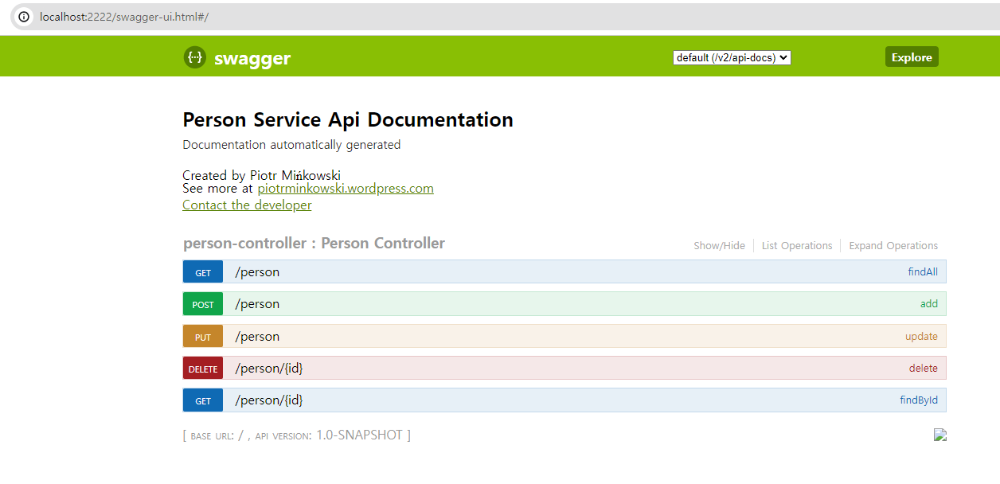 localhost:2222/swagger-ui.html#/
{··} swagger default (/v2/api-docs) Explore
Person Service Api Documentation
Documentation automatically generated
Created by Piotr Mińkowski
See more at piotrminkowski.wordpress.com
Contact the developer
person-controller : Person Controller Show/Hide List Operations Expand Operations
GET /person findAll
POST /person add
PUT /person update
DELETE /person/{id} delete
GET /person/{id} findById
[ BASE URL: / , API VERSION: 1.0-SNAPSHOT ]